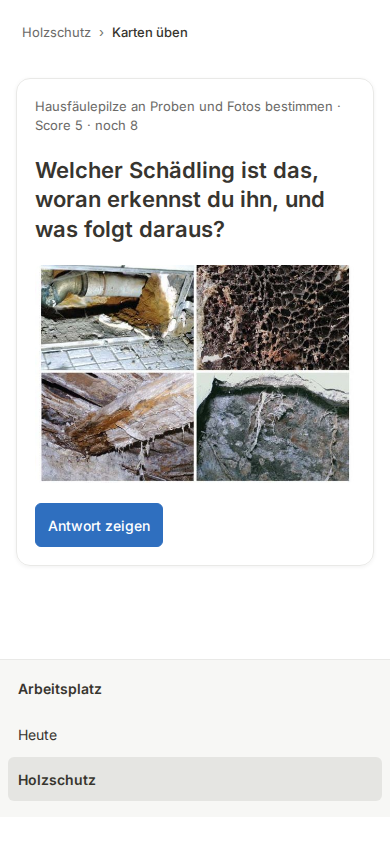 Holzschutz › Karten üben
Hausfäulepilze an Proben und Fotos bestimmen ·
Score 5 · noch 8
Welcher Schädling ist das,
woran erkennst du ihn, und
was folgt daraus?
Antwort zeigen
Arbeitsplatz
Heute
Holzschutz